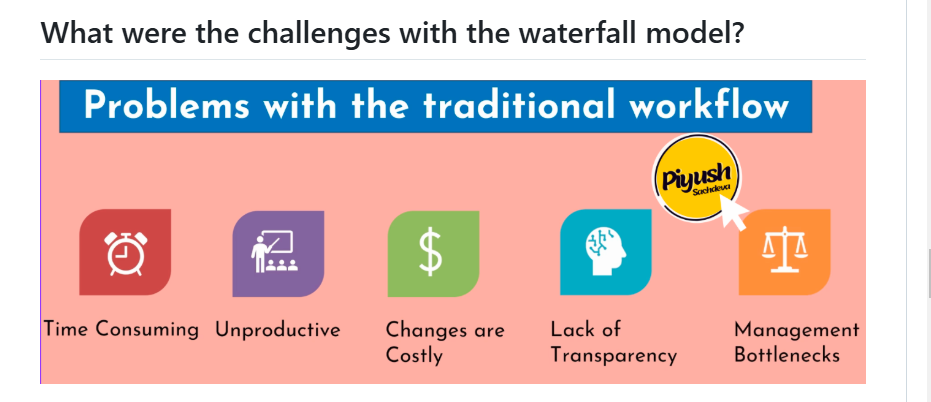 What were the challenges with the waterfall model?
Problems with the traditional workflow
Piyush
Sachdeva
Time Consuming
Unproductive
Changes are
Costly
Lack of
Transparency
Management
Bottlenecks